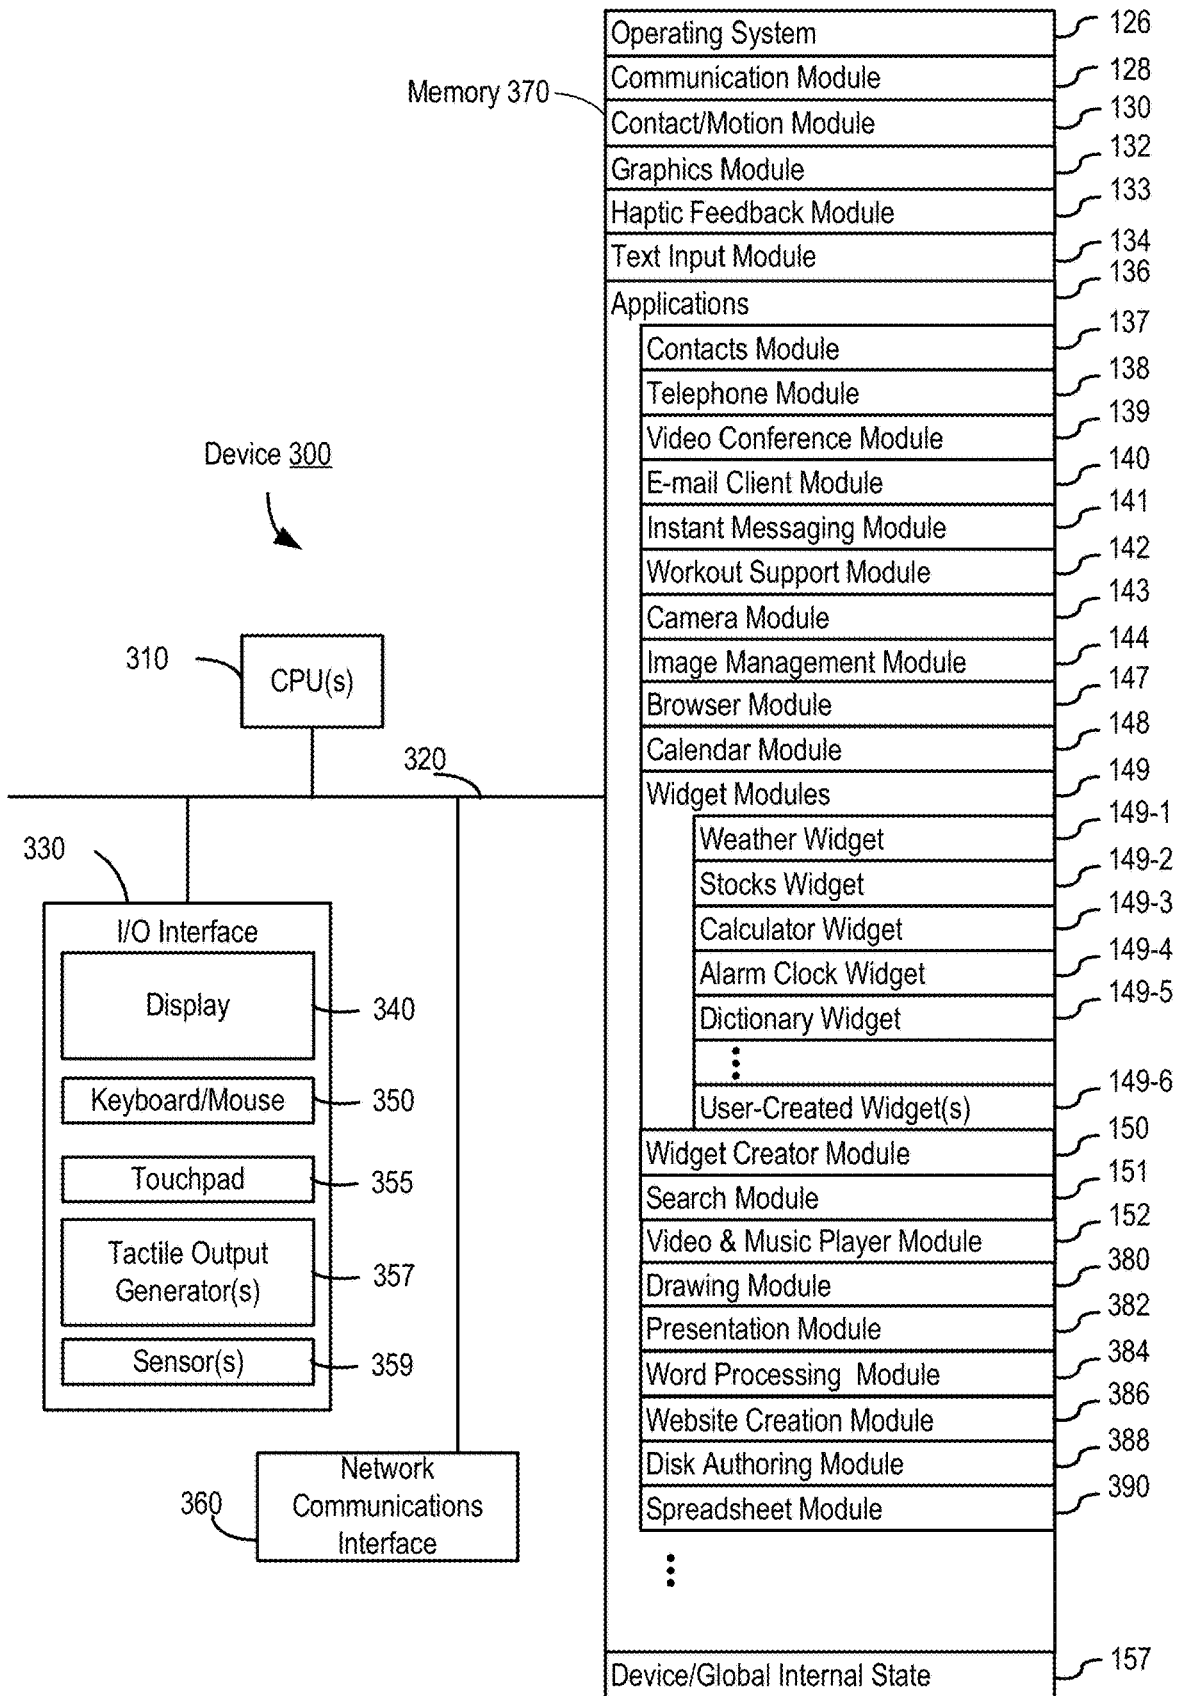 Device 300
310
CPU(s)
320
330
I/O Interface
Display
340
Keyboard/Mouse
350
Touchpad
355
Tactile Output
Generator(s)
357
Sensor(s)
359
360
Network
Communications
Interface
Memory 370
Operating System
126
Communication Module
128
Contact/Motion Module
130
Graphics Module
132
Haptic Feedback Module
133
Text Input Module
134
Applications
136
Contacts Module
137
Telephone Module
138
Video Conference Module
139
E-mail Client Module
140
Instant Messaging Module
141
Workout Support Module
142
Camera Module
143
Image Management Module
144
Browser Module
147
Calendar Module
148
Widget Modules
149
Weather Widget
149-1
Stocks Widget
149-2
Calculator Widget
149-3
Alarm Clock Widget
149-4
Dictionary Widget
149-5
User-Created Widget(s)
149-6
Widget Creator Module
150
Search Module
151
Video & Music Player Module
152
Drawing Module
380
Presentation Module
382
Word Processing Module
384
Website Creation Module
386
Disk Authoring Module
388
Spreadsheet Module
390
Device/Global Internal State
157